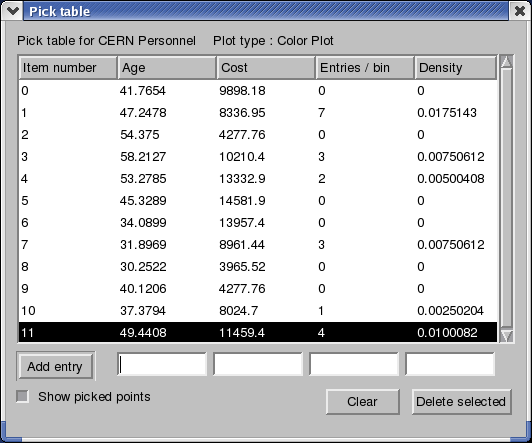 Pick table
Pick table for CERN Personnel Plot type : Color Plot
Item number Age Cost Entries / bin Density
0 41.7654 9898.18 0 0
1 47.2478 8336.95 7 0.0175143
2 54.375 4277.76 0 0
3 58.2127 10210.4 3 0.00750612
4 53.2785 13332.9 2 0.00500408
5 45.3289 14581.9 0 0
6 34.0899 13957.4 0 0
7 31.8969 8961.44 3 0.00750612
8 30.2522 3965.52 0 0
9 40.1206 4277.76 0 0
10 37.3794 8024.7 1 0.00250204
11 49.4408 11459.4 4 0.0100082
Add entry
Show picked points
Clear Delete selected